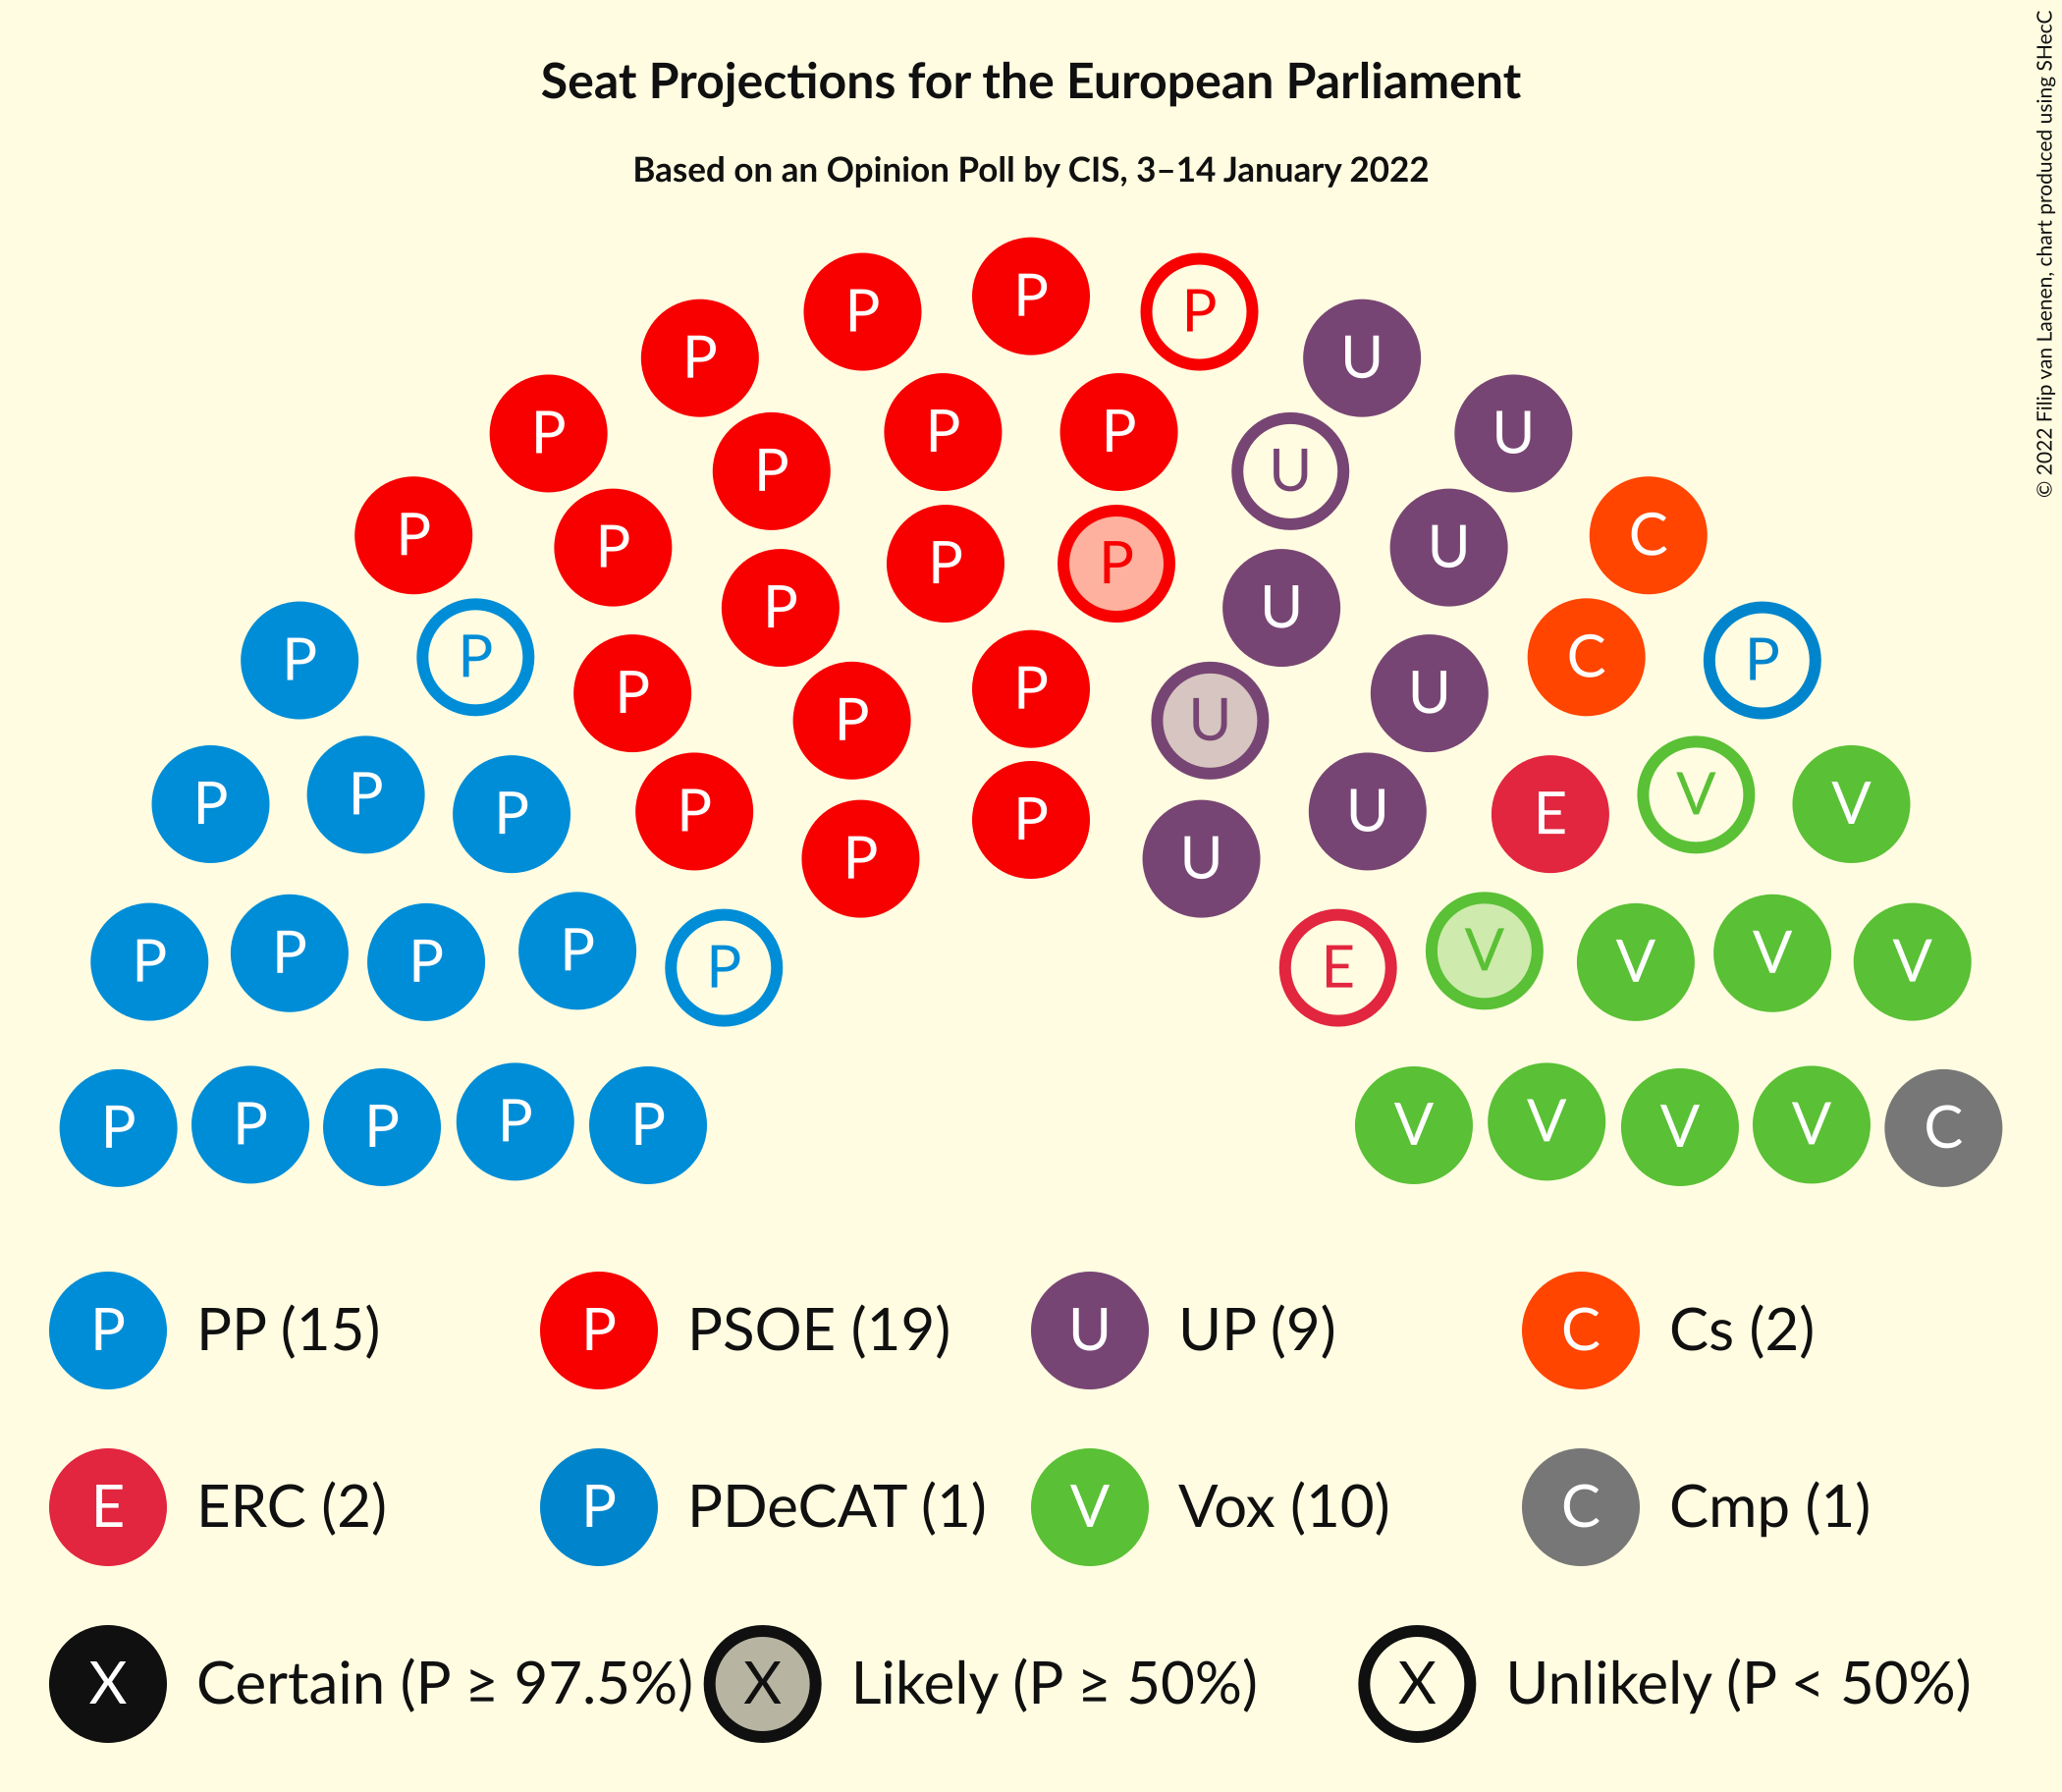 Seat Projections for the European Parliament
Based on an Opinion Poll by CIS, 3–14 January 2022
© 2022 Filip van Laenen, chart produced using SHecC
P
P P
P U
P U
P P
P U
P U
P P
P C
P U
P U
P P C P
P U
P U
P P P P P U U E V V
P P
P P P P P E V V V V
P P P P P V V V V C
P PP (15) P PSOE (19) U UP (9) C Cs (2)
E ERC (2) P PDeCAT (1) V Vox (10) C Cmp (1)
X Certain (P ≥ 97.5%) X Likely (P ≥ 50%) X Unlikely (P < 50%)